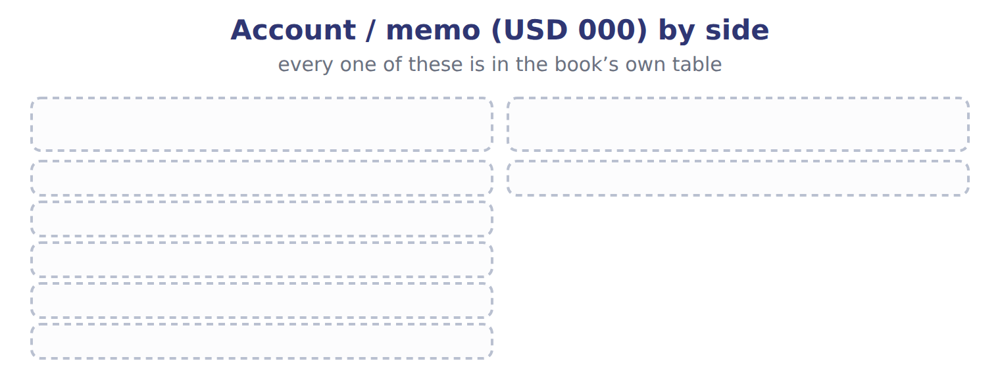 Account / memo (USD 000) by side
every one of these is in the book’s own table